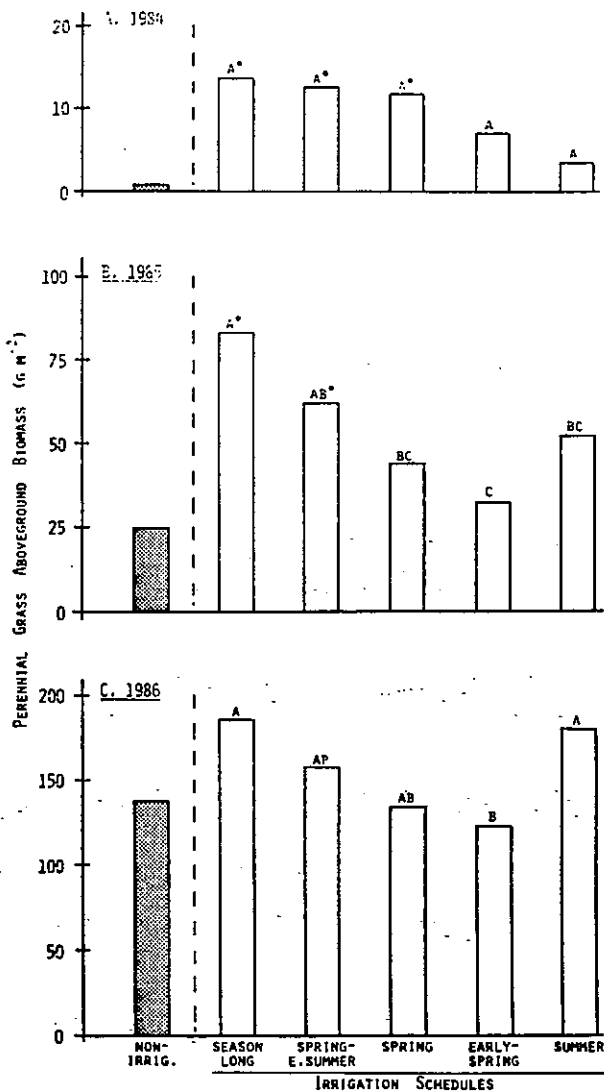 A. 1984
20
10
0
A* A* A* A A
B. 1985
100
75
50
25
0
A* AB* BC C BC
PERENNIAL GRASS ABOVEGROUND BIOMASS (G M⁻²)
C. 1986
200
150
100
50
0
A AP AB B A
NON-IRRIG. SEASON LONG SPRING-E.SUMMER SPRING EARLY-SPRING SUMMER
IRRIGATION SCHEDULES